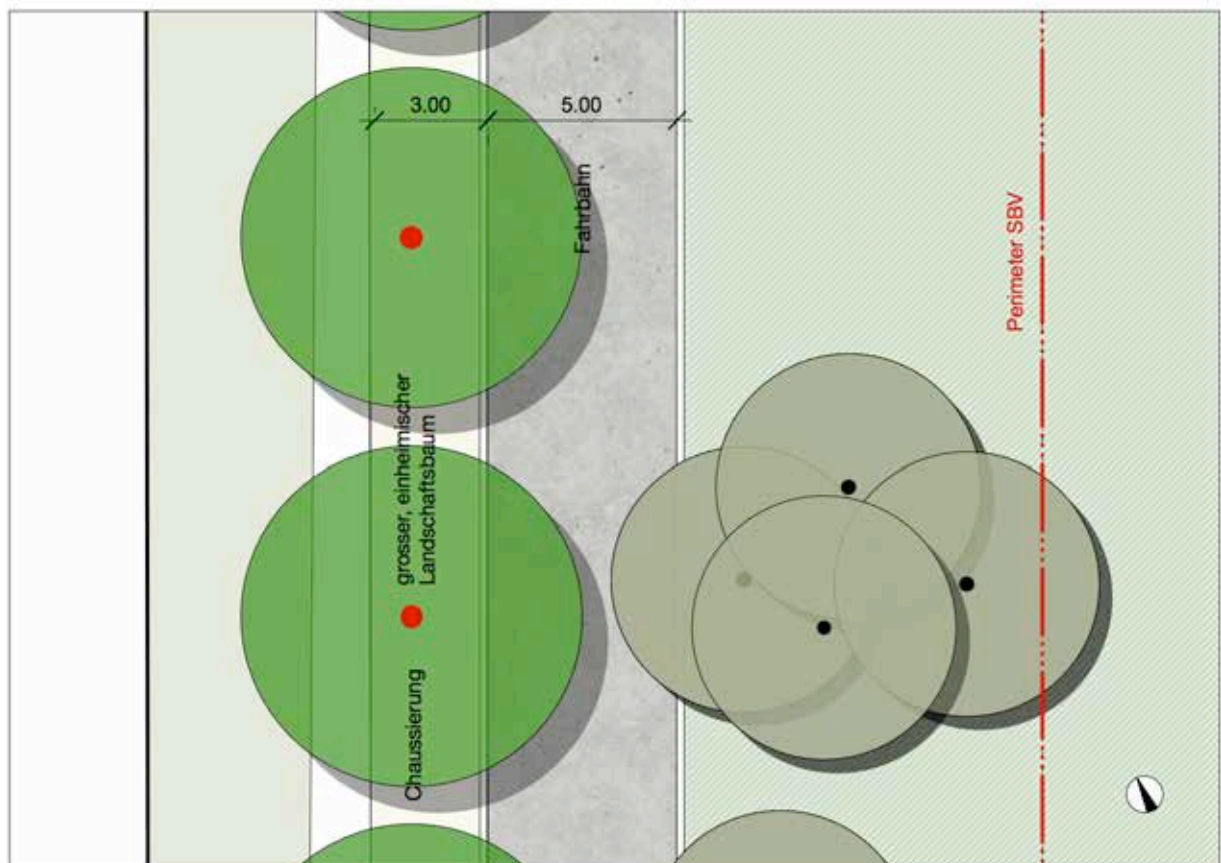 3.00
5.00
Fahrbahn
Perimeter SBV
grosser, einheimischer
Landschaftsbaum
Chaussierung